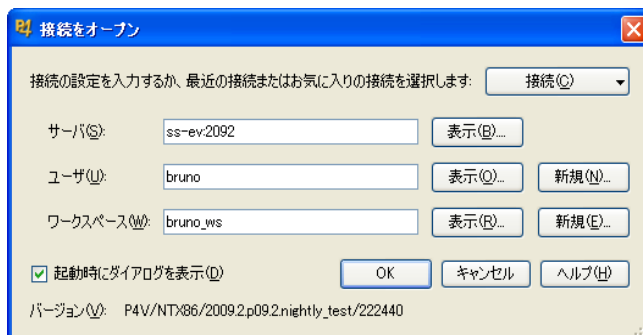 接続をオープン
接続の設定を入力するか、最近の接続またはお気に入りの接続を選択します: 接続(C)
サーバ(S): ss-ev:2092 表示(B)...
ユーザ(U): bruno 表示(O)... 新規(N)...
ワークスペース(W): bruno_ws 表示(R)... 新規(E)...
起動時にダイアログを表示(D) OK キャンセル ヘルプ(H)
バージョン(V): P4V/NTX86/2009.2.p09.2.nightly_test/222440